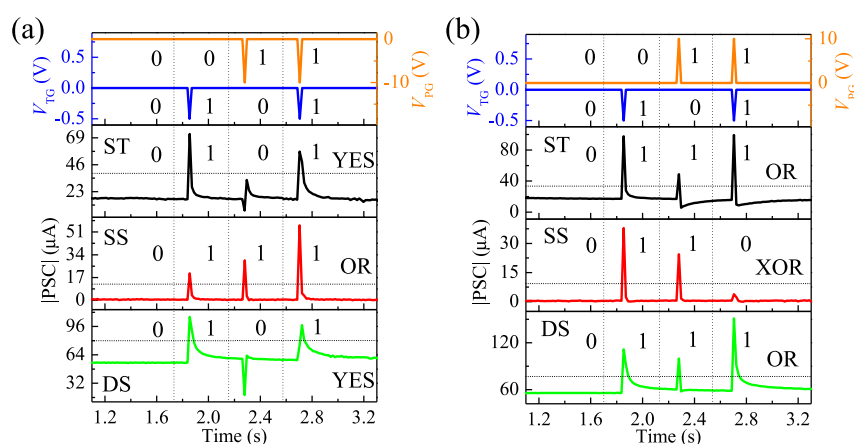 (a)
V_TG (V)
0.5
0.0
-0.5
0 0 1 1
0 1 0 1
0
-10
V_PG (V)
|PSC| (μA)
69
46
23
ST
0 1 0 1
YES
51
34
17
0
SS
0 1 1 1
OR
96
64
32
DS
0 1 0 1
YES
1.2 1.6 2.0 2.4 2.8 3.2
Time (s)
(b)
V_TG (V)
0.5
0.0
-0.5
0 0 1 1
0 1 0 1
10
0
V_PG (V)
|PSC| (μA)
80
40
0
ST
0 1 1 1
OR
30
15
0
SS
0 1 1 0
XOR
120
90
60
DS
0 1 1 1
OR
1.2 1.6 2.0 2.4 2.8 3.2
Time (s)